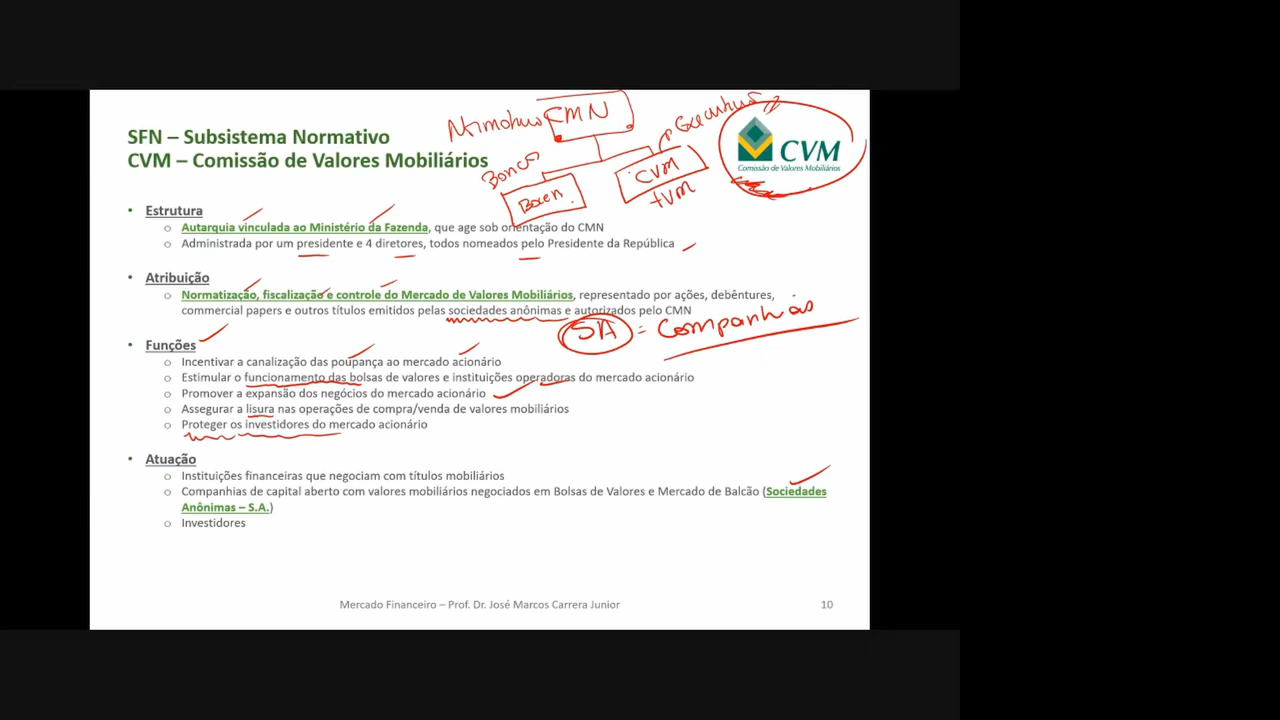 SFN – Subsistema Normativo
CVM – Comissão de Valores Mobiliários
CMN
Bacen
CVM
TVM
CVM
Comissão de Valores Mobiliários
• Estrutura
○ Autarquia vinculada ao Ministério da Fazenda, que age sob orientação do CMN
○ Administrada por um presidente e 4 diretores, todos nomeados pelo Presidente da República
• Atribuição
○ Normatização, fiscalização e controle do Mercado de Valores Mobiliários, representado por ações, debêntures,
commercial papers e outros títulos emitidos pelas sociedades anônimas e autorizados pelo CMN
SA = Companhias
• Funções
○ Incentivar a canalização das poupança ao mercado acionário
○ Estimular o funcionamento das bolsas de valores e instituições operadoras do mercado acionário
○ Promover a expansão dos negócios do mercado acionário
○ Assegurar a lisura nas operações de compra/venda de valores mobiliários
○ Proteger os investidores do mercado acionário
• Atuação
○ Instituições financeiras que negociam com títulos mobiliários
○ Companhias de capital aberto com valores mobiliários negociados em Bolsas de Valores e Mercado de Balcão (Sociedades
Anônimas – S.A.)
○ Investidores
Mercado Financeiro – Prof. Dr. José Marcos Carrera Junior
10